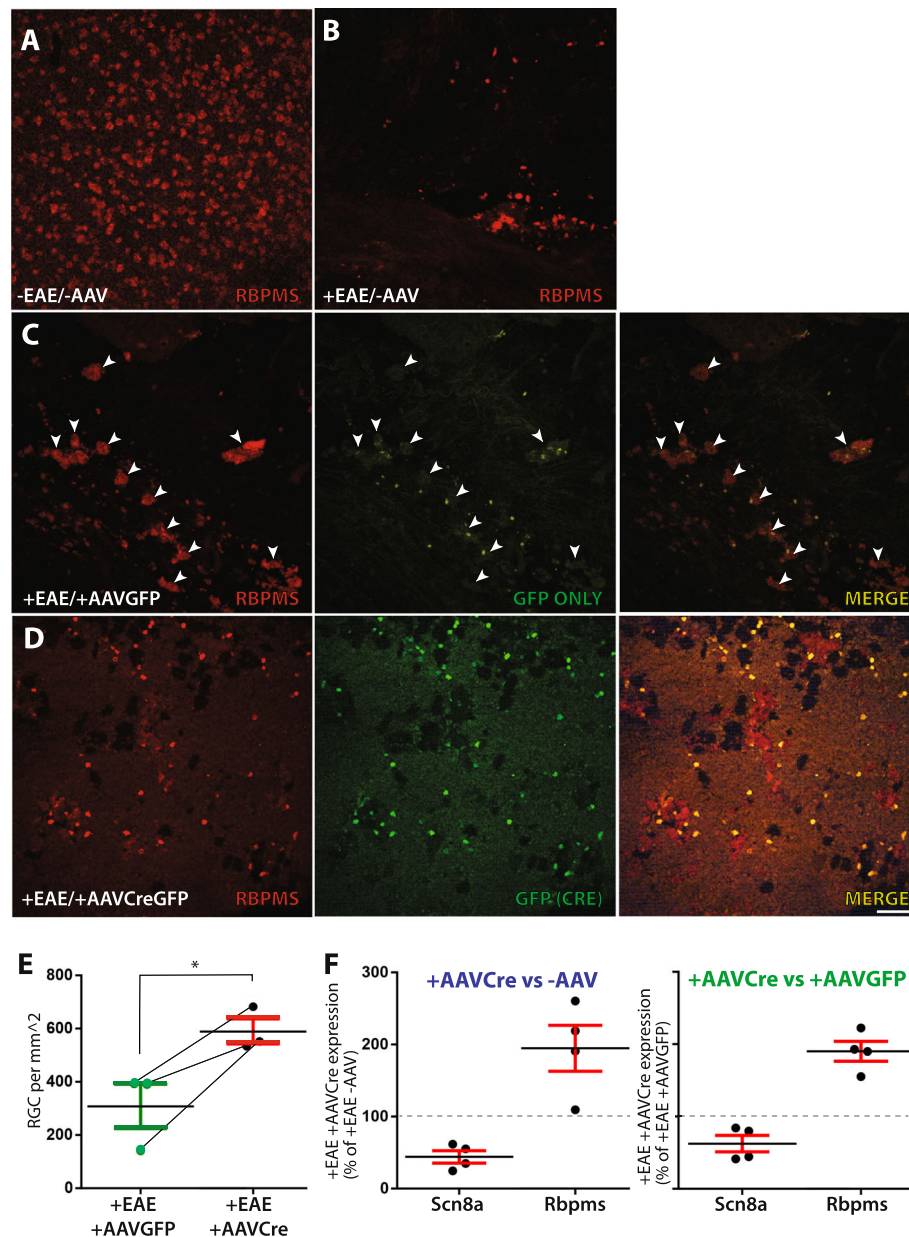 A
B
-EAE/-AAV
RBPMS
+EAE/-AAV
RBPMS
C
+EAE/+AAVGFP
RBPMS
GFP ONLY
MERGE
D
+EAE/+AAVCreGFP
RBPMS
GFP (CRE)
MERGE
E
*
RGC per mm^2
800
600
400
200
0
+EAE
+AAVGFP
+EAE
+AAVCre
F
+AAVCre vs -AAV
+EAE +AAVCre expression
(% of +EAE -AAV)
300
200
100
0
Scn8a
Rbpms
+AAVCre vs +AAVGFP
+EAE +AAVCre expression
(% of +EAE +AAVGFP)
Scn8a
Rbpms